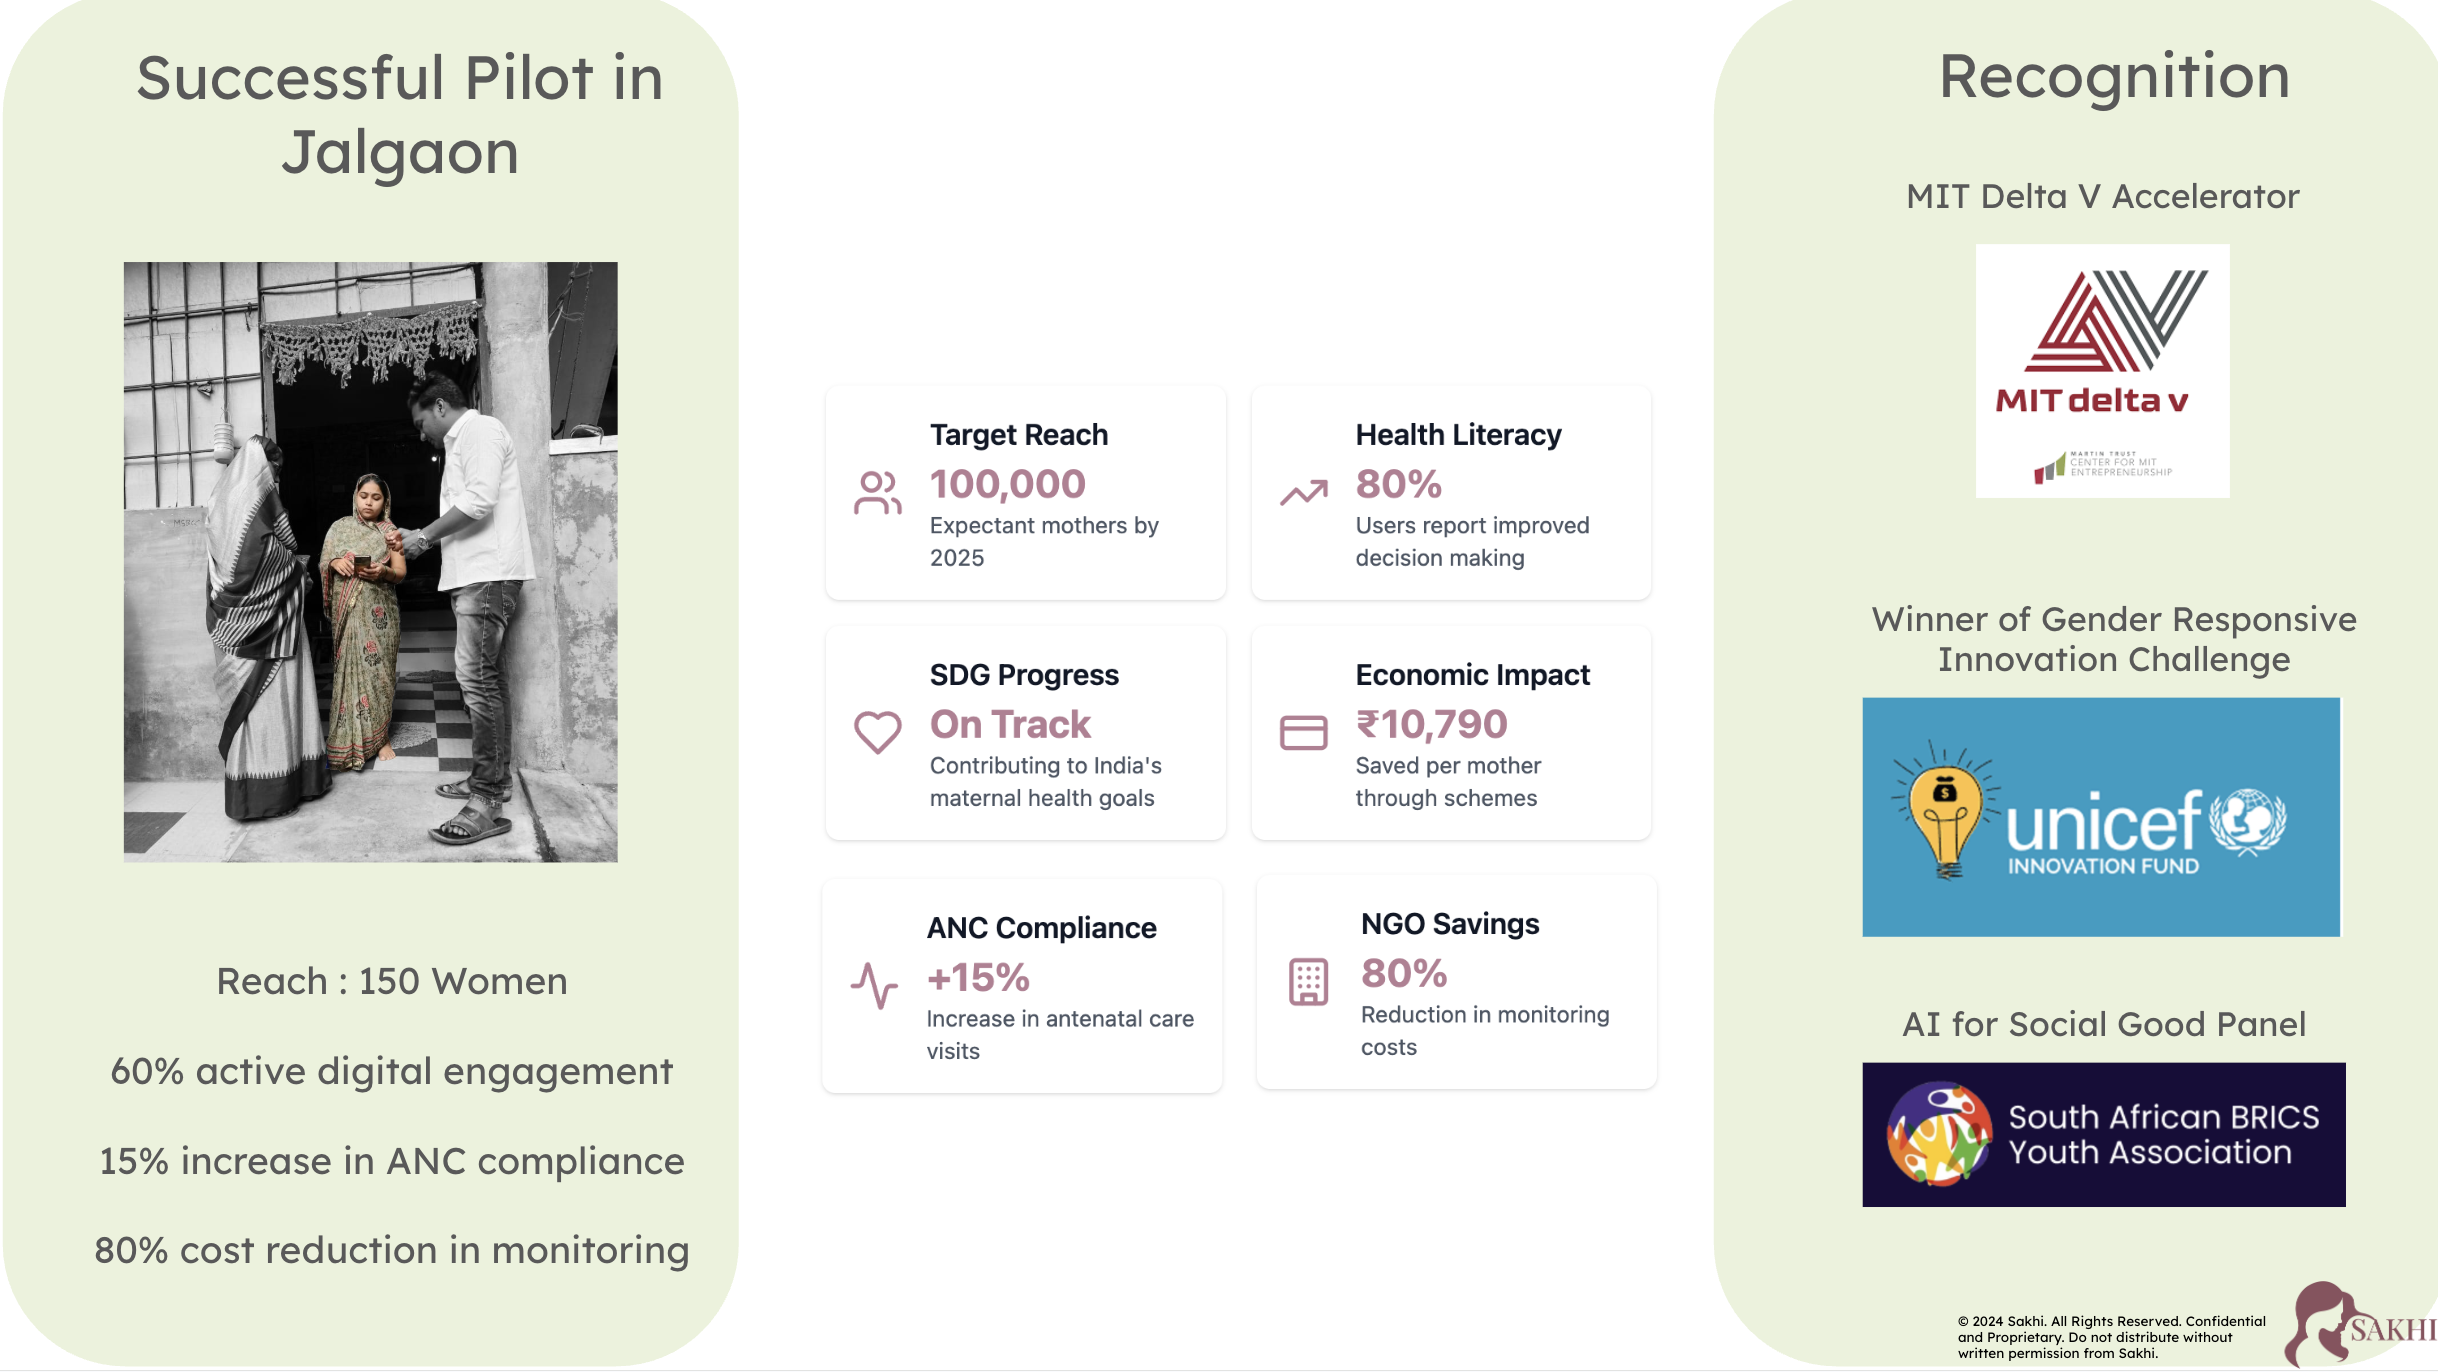 Successful Pilot in
Jalgaon
Reach : 150 Women
60% active digital engagement
15% increase in ANC compliance
80% cost reduction in monitoring
Target Reach
100,000
Expectant mothers by
2025
Health Literacy
80%
Users report improved
decision making
SDG Progress
On Track
Contributing to India's
maternal health goals
Economic Impact
₹10,790
Saved per mother
through schemes
ANC Compliance
+15%
Increase in antenatal care
visits
NGO Savings
80%
Reduction in monitoring
costs
Recognition
MIT Delta V Accelerator
MIT delta v
MARTIN TRUST
CENTER FOR MIT
ENTREPRENEURSHIP
Winner of Gender Responsive
Innovation Challenge
$
unicef
INNOVATION FUND
AI for Social Good Panel
South African BRICS
Youth Association
© 2024 Sakhi. All Rights Reserved. Confidential
and Proprietary. Do not distribute without
written permission from Sakhi.
SAKHI